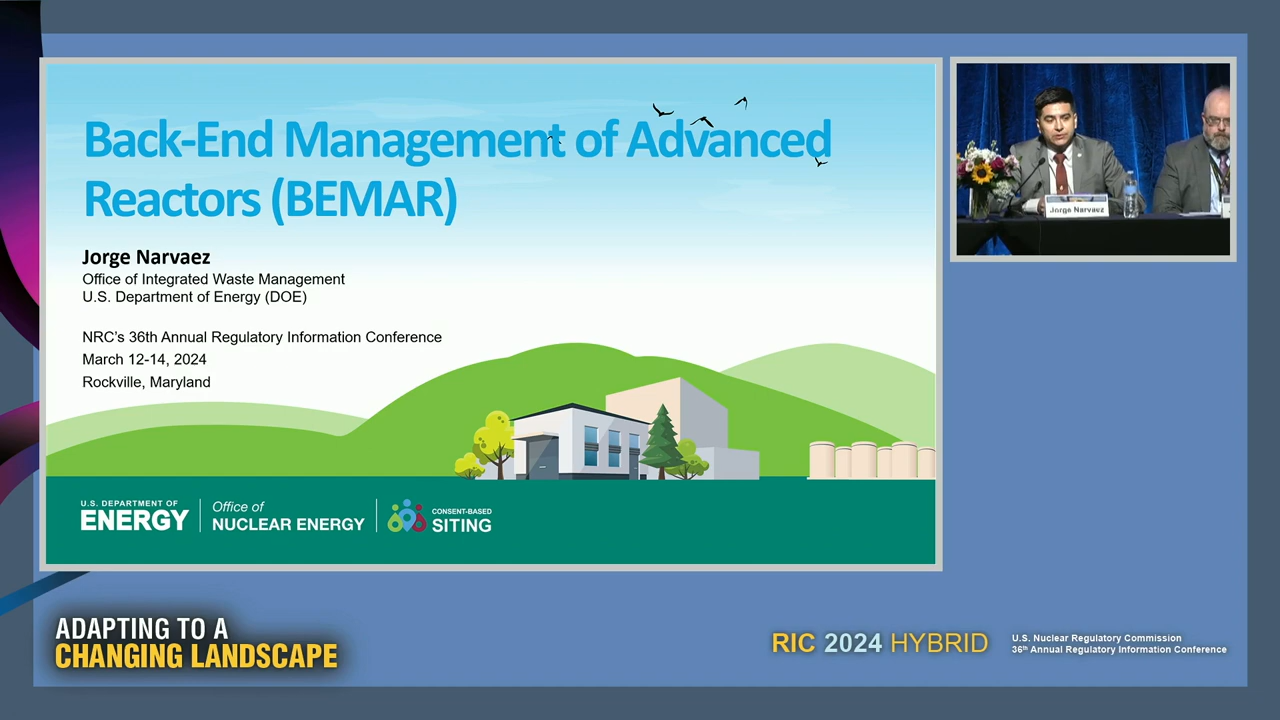 Back-End Management of Advanced
Reactors (BEMAR)
Jorge Narvaez
Office of Integrated Waste Management
U.S. Department of Energy (DOE)
NRC's 36th Annual Regulatory Information Conference
March 12-14, 2024
Rockville, Maryland
U.S. DEPARTMENT OF
ENERGY
Office of
NUCLEAR ENERGY
CONSENT-BASED
SITING
Jorge Narvaez
ADAPTING TO A
CHANGING LANDSCAPE
RIC 2024 HYBRID
U.S. Nuclear Regulatory Commission
36th Annual Regulatory Information Conference